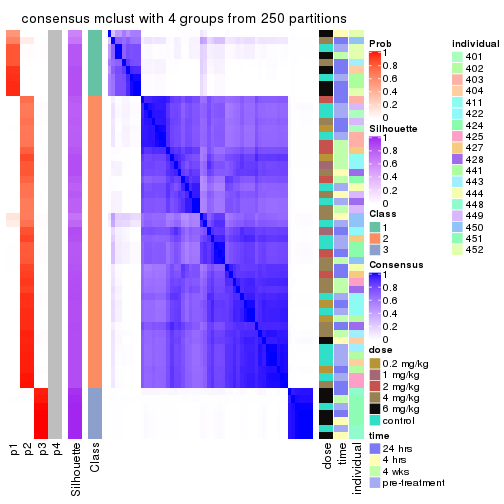 consensus mclust with 4 groups from 250 partitions
Prob
1
0.8
0.6
0.4
0.2
0
Silhouette
1
0.8
0.6
0.4
0.2
0
Class
1
2
3
Consensus
1
0.8
0.6
0.4
0.2
0
dose
0.2 mg/kg
1 mg/kg
2 mg/kg
4 mg/kg
6 mg/kg
control
time
24 hrs
4 hrs
4 wks
pre-treatment
individual
401
402
403
404
411
422
424
425
427
428
441
443
444
448
449
450
451
452
p1
p2
p3
p4
Silhouette
Class
dose
time
individual